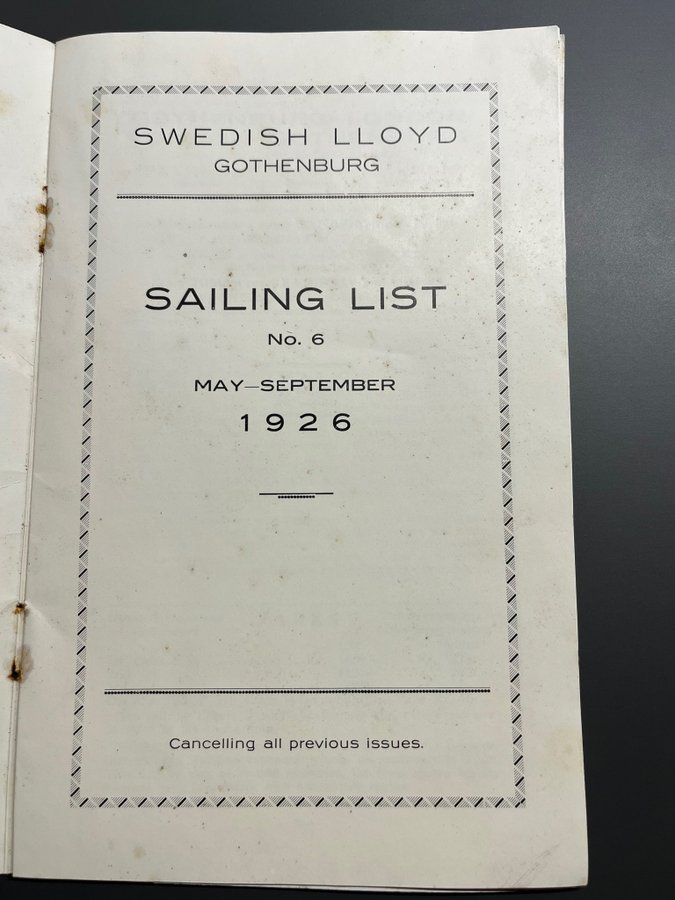 SWEDISH LLOYD
GOTHENBURG
SAILING LIST
No. 6
MAY—SEPTEMBER
1926
Cancelling all previous issues.